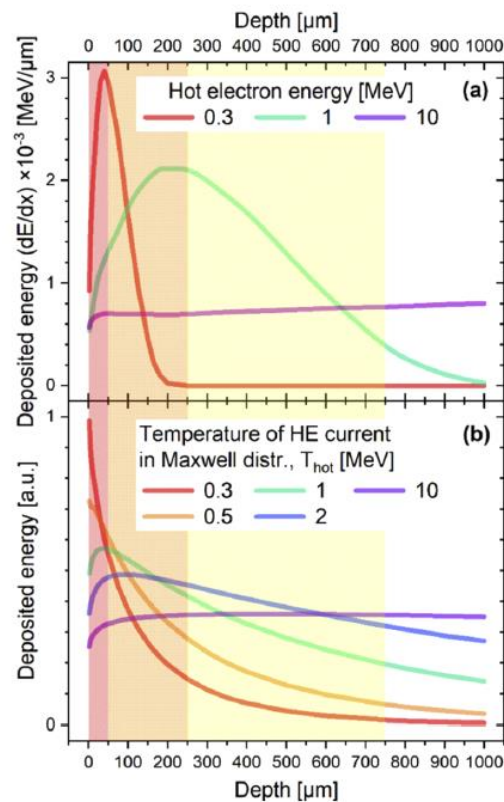 Depth [μm]
0 100 200 300 400 500 600 700 800 900 1000
Deposited energy (dE/dx) ×10⁻³ [MeV/μm]
3
2
1
0
(a)
Hot electron energy [MeV]
0.3 1 10
Deposited energy [a.u.]
1
0
(b)
Temperature of HE current
in Maxwell distr., T_hot [MeV]
0.3 1 10
0.5 2
0 100 200 300 400 500 600 700 800 900 1000
Depth [μm]